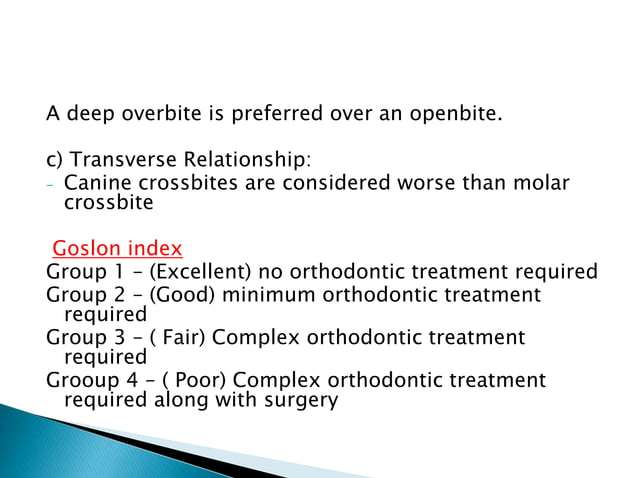 A deep overbite is preferred over an openbite.
c) Transverse Relationship:
- Canine crossbites are considered worse than molar
crossbite
Goslon index
Group 1 – (Excellent) no orthodontic treatment required
Group 2 – (Good) minimum orthodontic treatment
required
Group 3 – ( Fair) Complex orthodontic treatment
required
Grooup 4 – ( Poor) Complex orthodontic treatment
required along with surgery